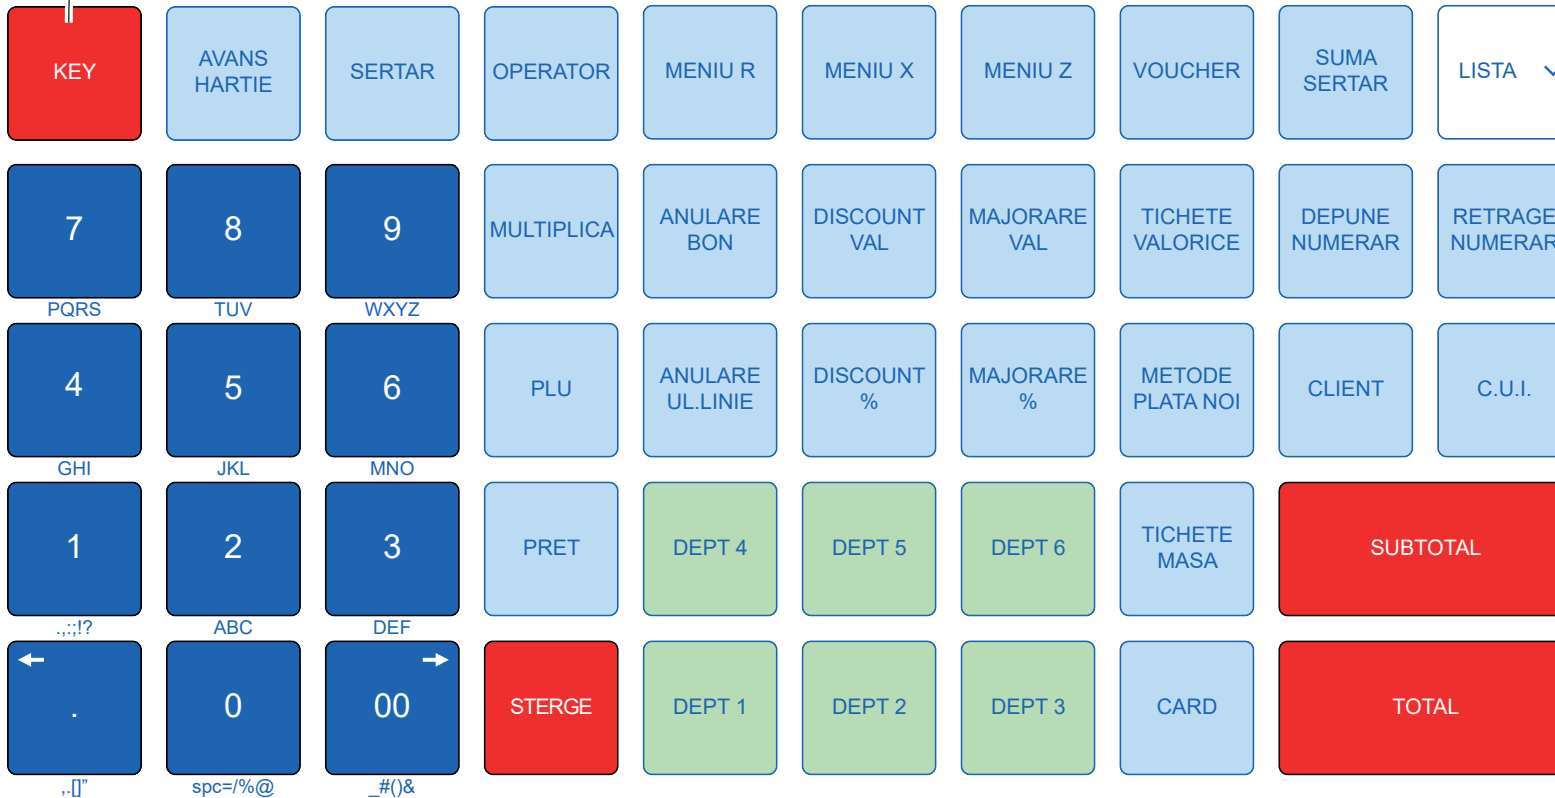 KEY
AVANS
HARTIE
SERTAR
OPERATOR
MENIU R
MENIU X
MENIU Z
VOUCHER
SUMA
SERTAR
LISTA
7
PQRS
8
TUV
9
WXYZ
MULTIPLICA
ANULARE
BON
DISCOUNT
VAL
MAJORARE
VAL
TICHETE
VALORICE
DEPUNE
NUMERAR
RETRAGE
NUMERAR
4
GHI
5
JKL
6
MNO
PLU
ANULARE
UL.LINIE
DISCOUNT
%
MAJORARE
%
METODE
PLATA NOI
CLIENT
C.U.I.
1
.,:;!?
2
ABC
3
DEF
PRET
DEPT 4
DEPT 5
DEPT 6
TICHETE
MASA
SUBTOTAL
.
,.[]”
0
spc=/%@
00
_#()&
STERGE
DEPT 1
DEPT 2
DEPT 3
CARD
TOTAL